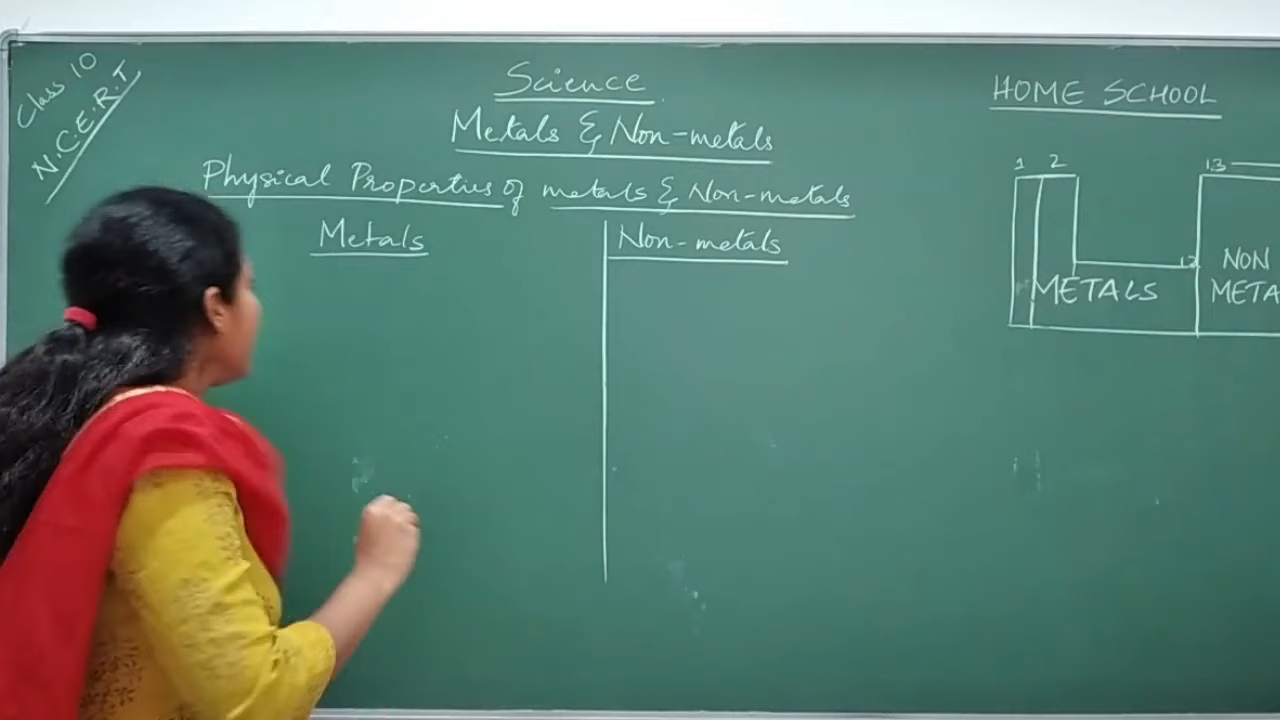 Class 10
N.C.E.R.T
Science
Metals & Non-metals
Physical Properties of metals & Non-metals
Metals
Non-metals
HOME SCHOOL
1 2
13
12
METALS
NON
META